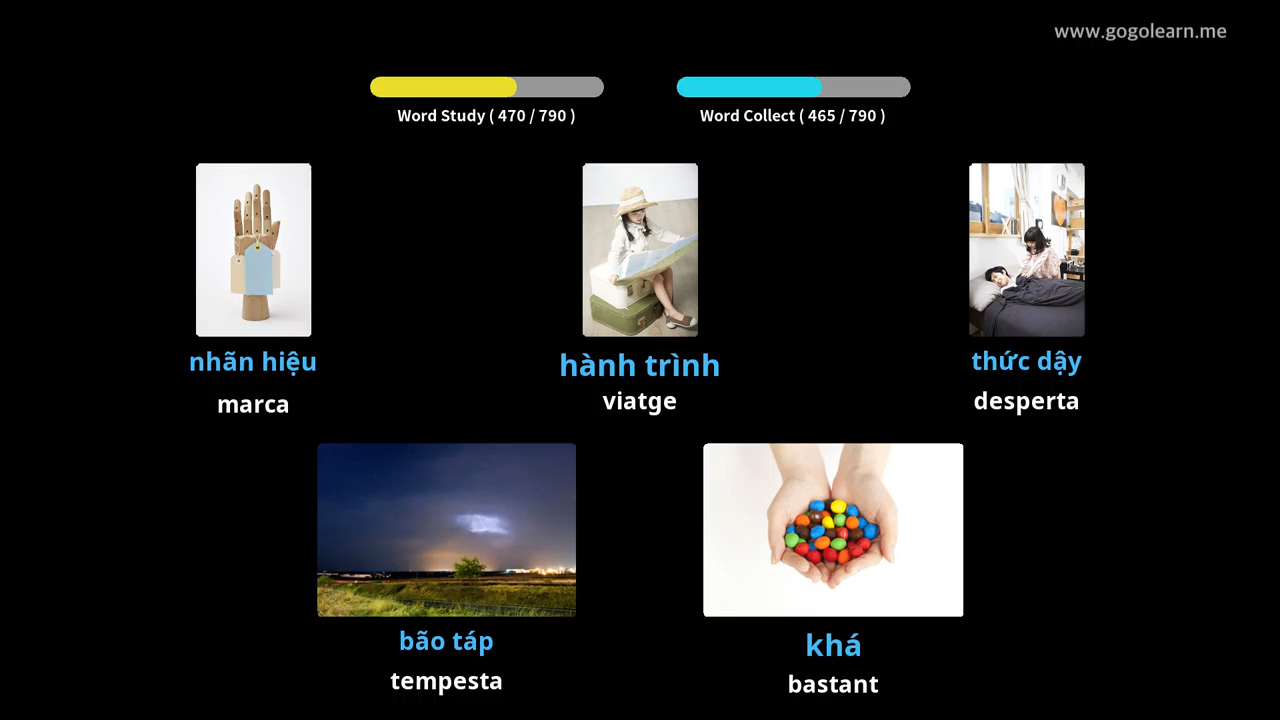 www.gogolearn.me
Word Study ( 470 / 790 )
Word Collect ( 465 / 790 )
nhãn hiệu
marca
hành trình
viatge
thức dậy
desperta
bão táp
tempesta
khá
bastant